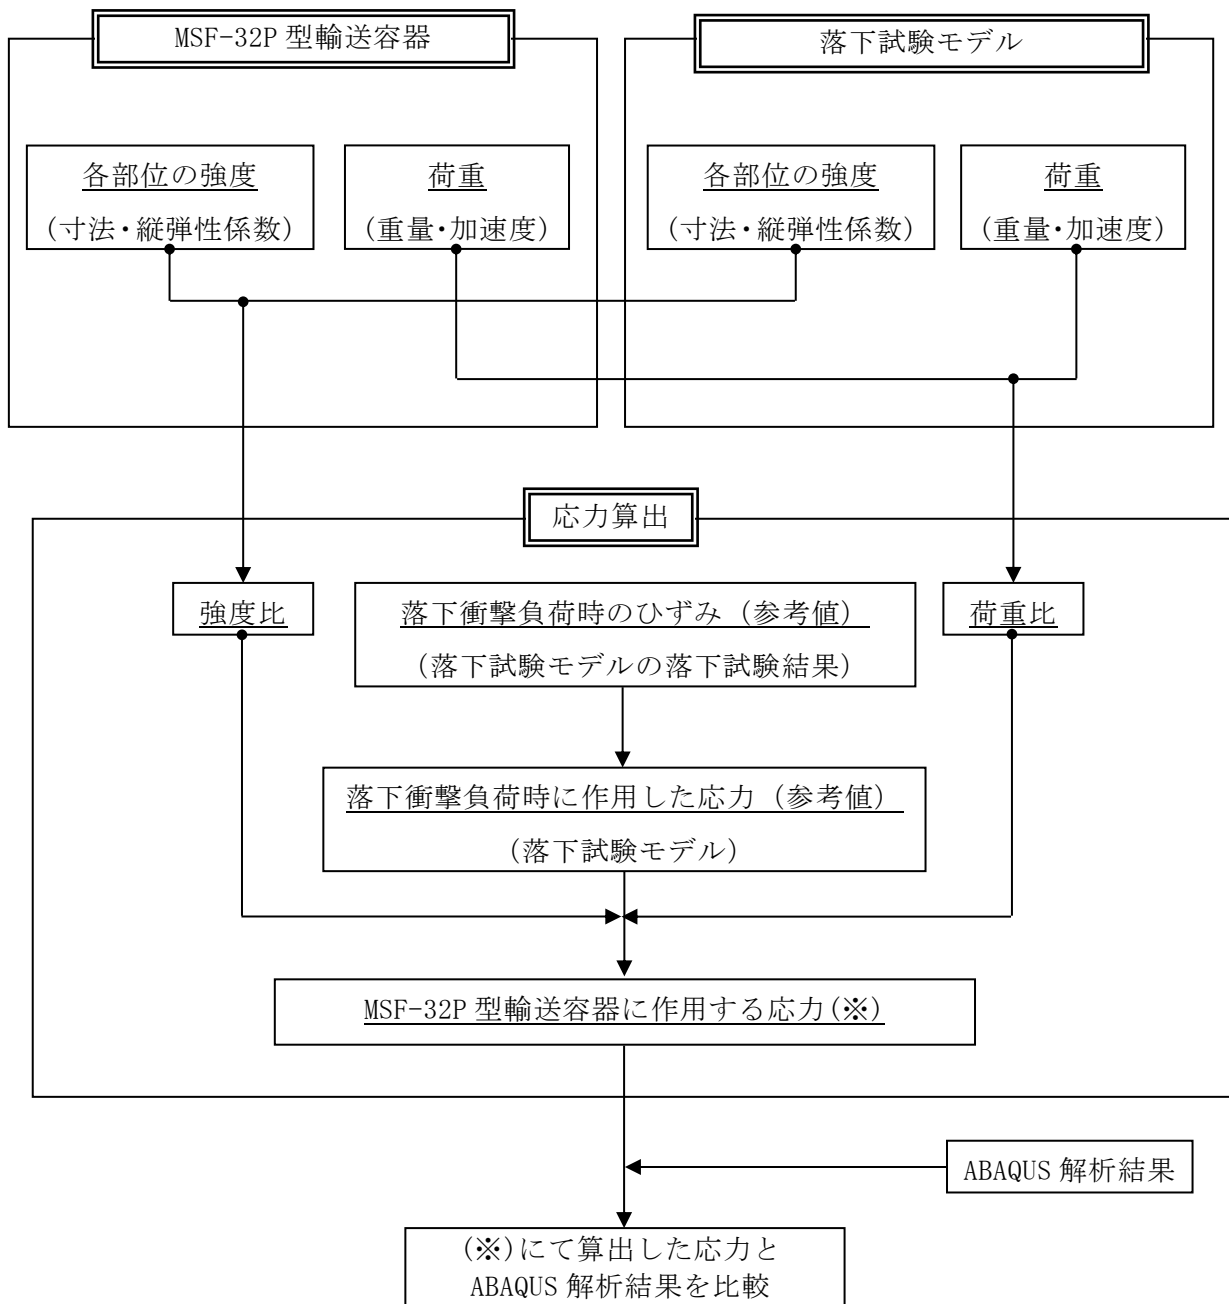 MSF-32P 型輸送容器
落下試験モデル
各部位の強度
(寸法・縦弾性係数)
荷重
(重量・加速度)
各部位の強度
(寸法・縦弾性係数)
荷重
(重量・加速度)
応力算出
強度比
落下衝撃負荷時のひずみ (参考値)
(落下試験モデルの落下試験結果)
荷重比
落下衝撃負荷時に作用した応力 (参考値)
(落下試験モデル)
MSF-32P 型輸送容器に作用する応力(※)
ABAQUS 解析結果
(※)にて算出した応力と
ABAQUS 解析結果を比較